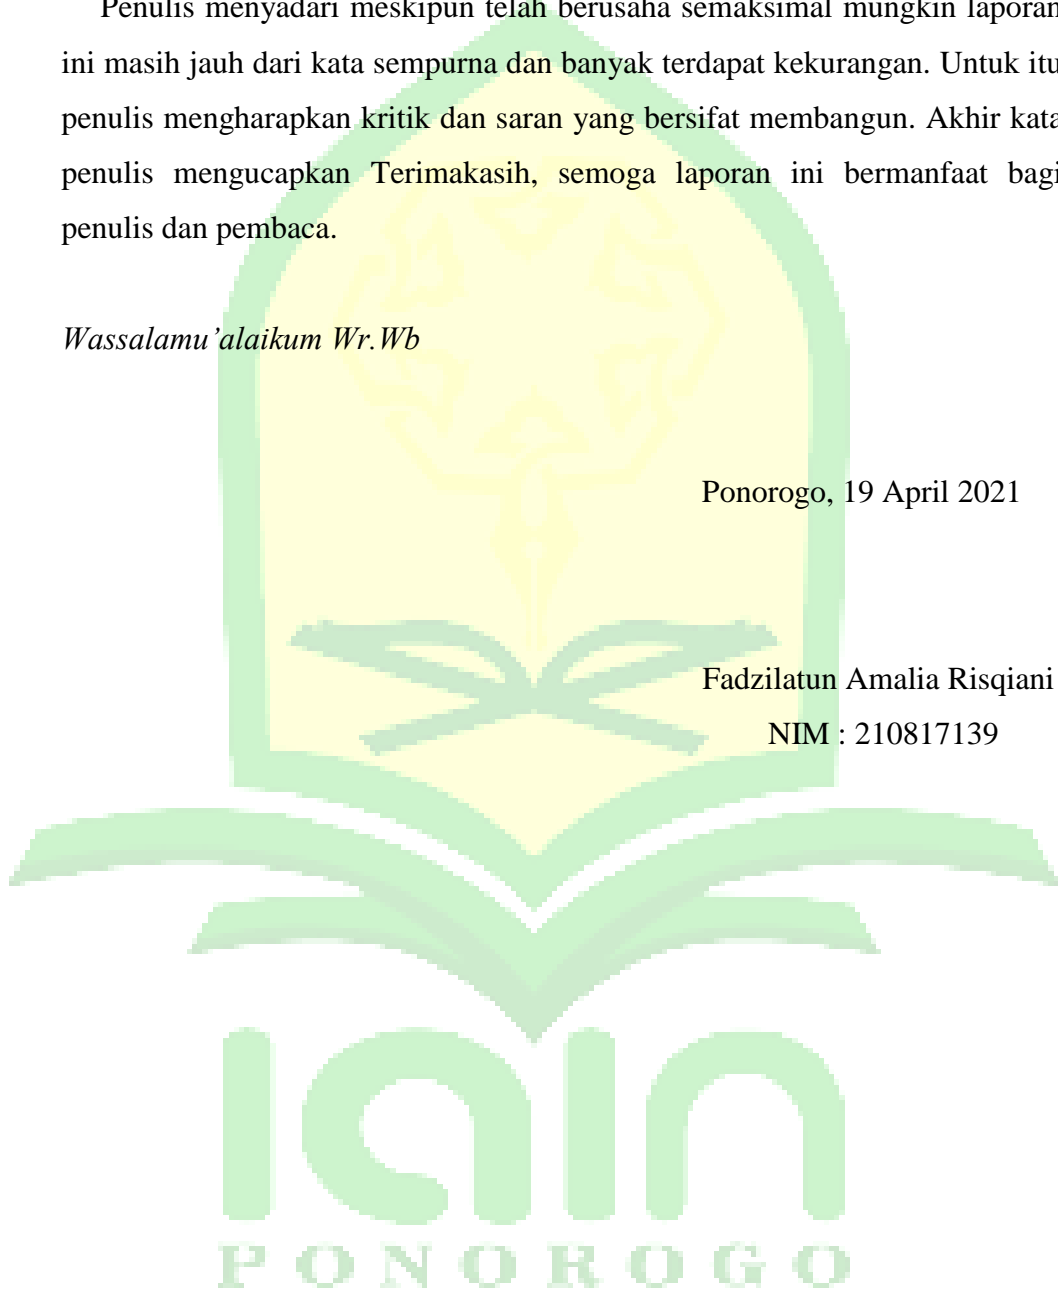 Penulis menyadari meskipun telah berusaha semaksimal mungkin laporan
ini masih jauh dari kata sempurna dan banyak terdapat kekurangan. Untuk itu
penulis mengharapkan kritik dan saran yang bersifat membangun. Akhir kata
penulis mengucapkan Terimakasih, semoga laporan ini bermanfaat bagi
penulis dan pembaca.
Wassalamu’alaikum Wr.Wb
Ponorogo, 19 April 2021
Fadzilatun Amalia Risqiani
NIM : 210817139
IAIN
PONOROGO